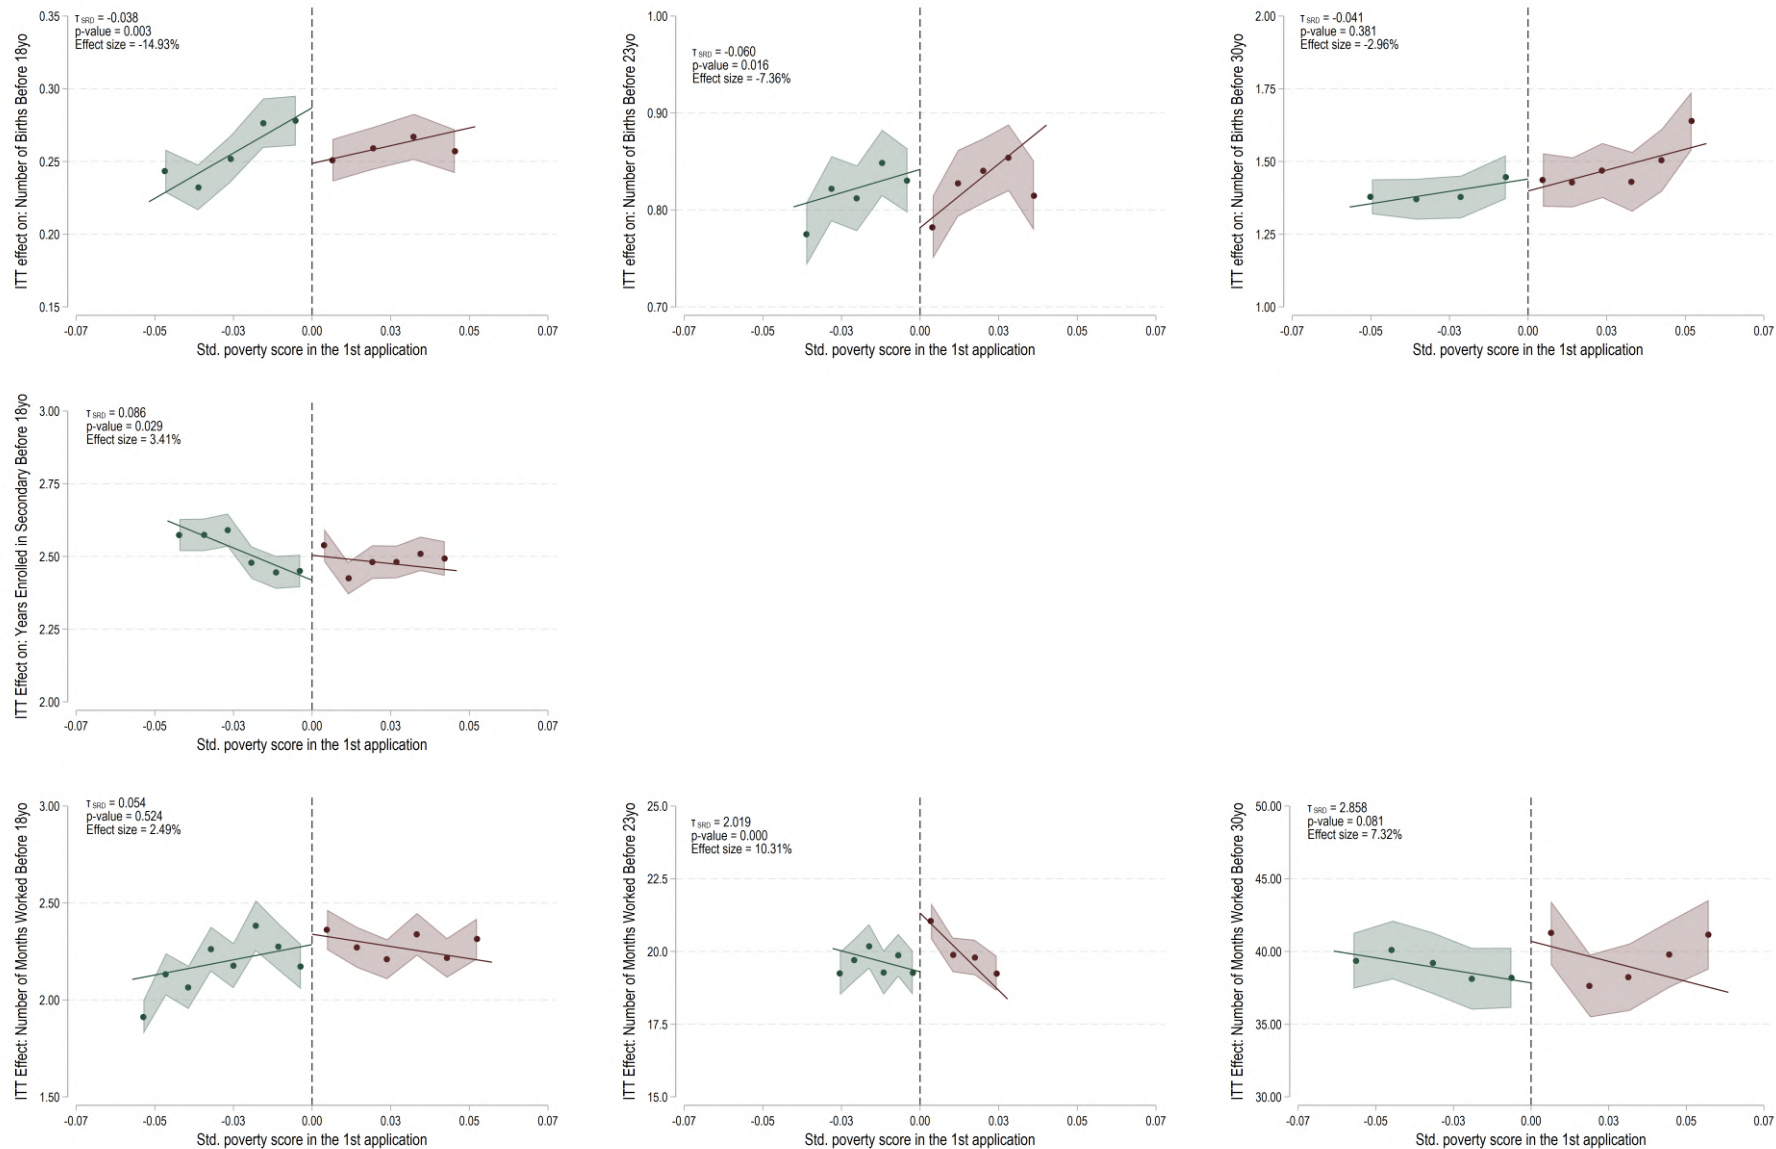 τ SRD = -0.038
p-value = 0.003
Effect size = -14.93%
ITT effect on: Number of Births Before 18yo
0.35
0.30
0.25
0.20
0.15
-0.07 -0.05 -0.03 0.00 0.03 0.05 0.07
Std. poverty score in the 1st application
τ SRD = -0.060
p-value = 0.016
Effect size = -7.36%
ITT effect on: Number of Births Before 23yo
1.00
0.90
0.80
0.70
-0.07 -0.05 -0.03 0.00 0.03 0.05 0.07
Std. poverty score in the 1st application
τ SRD = -0.041
p-value = 0.381
Effect size = -2.96%
ITT effect on: Number of Births Before 30yo
2.00
1.75
1.50
1.25
1.00
-0.07 -0.05 -0.03 0.00 0.03 0.05 0.07
Std. poverty score in the 1st application
τ SRD = 0.086
p-value = 0.029
Effect size = 3.41%
ITT Effect on: Years Enrolled in Secondary Before 18yo
3.00
2.75
2.50
2.25
2.00
-0.07 -0.05 -0.03 0.00 0.03 0.05 0.07
Std. poverty score in the 1st application
τ SRD = 0.054
p-value = 0.524
Effect size = 2.49%
ITT Effect: Number of Months Worked Before 18yo
3.00
2.50
2.00
1.50
-0.07 -0.05 -0.03 0.00 0.03 0.05 0.07
Std. poverty score in the 1st application
τ SRD = 2.019
p-value = 0.000
Effect size = 10.31%
ITT Effect: Number of Months Worked Before 23yo
25.0
22.5
20.0
17.5
15.0
-0.07 -0.05 -0.03 0.00 0.03 0.05 0.07
Std. poverty score in the 1st application
τ SRD = 2.858
p-value = 0.081
Effect size = 7.32%
ITT Effect: Number of Months Worked Before 30yo
50.00
45.00
40.00
35.00
30.00
-0.07 -0.05 -0.03 0.00 0.03 0.05 0.07
Std. poverty score in the 1st application